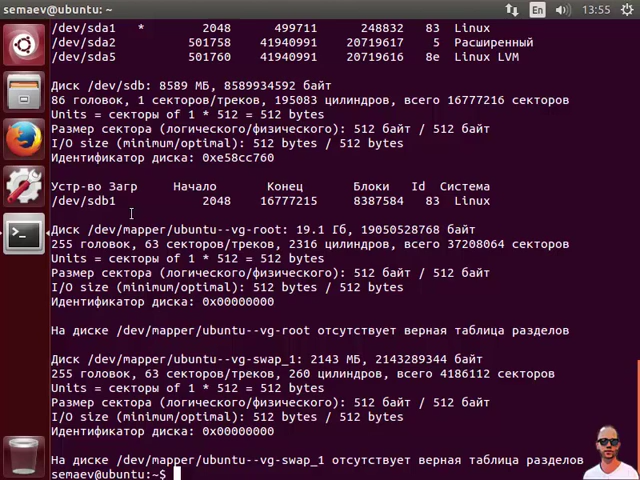 semaev@ubuntu: ~
En
13:55
/dev/sda1   *        2048      499711      248832   83  Linux
/dev/sda2          501758    41940991    20719617    5  Расширенный
/dev/sda5          501760    41940991    20719616   8e  Linux LVM
Диск /dev/sdb: 8589 МБ, 8589934592 байт
86 головок, 1 секторов/треков, 195083 цилиндров, всего 16777216 секторов
Units = секторы of 1 * 512 = 512 bytes
Размер сектора (логического/физического): 512 байт / 512 байт
I/O size (minimum/optimal): 512 bytes / 512 bytes
Идентификатор диска: 0xe58cc760
Устр-во Загр     Начало       Конец       Блоки   Id  Система
/dev/sdb1            2048    16777215     8387584   83  Linux
Диск /dev/mapper/ubuntu--vg-root: 19.1 Гб, 19050528768 байт
255 головок, 63 секторов/треков, 2316 цилиндров, всего 37208064 секторов
Units = секторы of 1 * 512 = 512 bytes
Размер сектора (логического/физического): 512 байт / 512 байт
I/O size (minimum/optimal): 512 bytes / 512 bytes
Идентификатор диска: 0x00000000
На диске /dev/mapper/ubuntu--vg-root отсутствует верная таблица разделов
Диск /dev/mapper/ubuntu--vg-swap_1: 2143 МБ, 2143289344 байт
255 головок, 63 секторов/треков, 260 цилиндров, всего 4186112 секторов
Units = секторы of 1 * 512 = 512 bytes
Размер сектора (логического/физического): 512 байт / 512 байт
I/O size (minimum/optimal): 512 bytes / 512 bytes
Идентификатор диска: 0x00000000
На диске /dev/mapper/ubuntu--vg-swap_1 отсутствует верная таблица разделов
semaev@ubuntu:~$